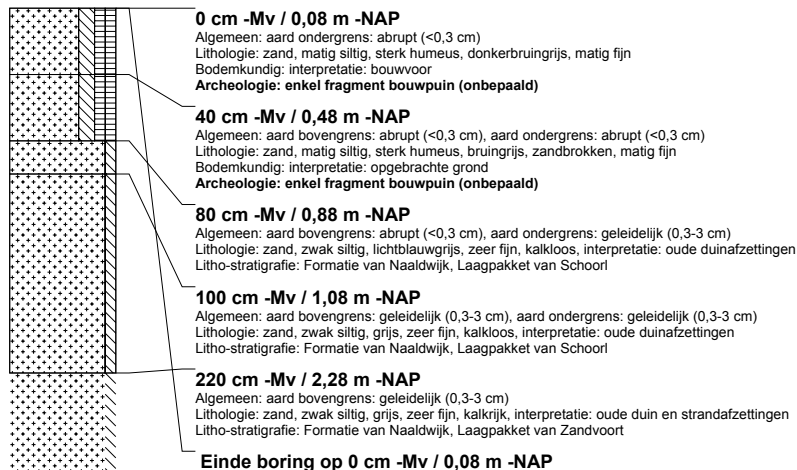 0 cm -Mv / 0,08 m -NAP
Algemeen: aard ondergrens: abrupt (<0,3 cm)
Lithologie: zand, matig siltig, sterk humeus, donkerbruingrijs, matig fijn
Bodemkundig: interpretatie: bouwvoor
Archeologie: enkel fragment bouwpuin (onbepaald)
40 cm -Mv / 0,48 m -NAP
Algemeen: aard bovengrens: abrupt (<0,3 cm), aard ondergrens: abrupt (<0,3 cm)
Lithologie: zand, matig siltig, sterk humeus, bruingrijs, zandbrokken, matig fijn
Bodemkundig: interpretatie: opgebrachte grond
Archeologie: enkel fragment bouwpuin (onbepaald)
80 cm -Mv / 0,88 m -NAP
Algemeen: aard bovengrens: abrupt (<0,3 cm), aard ondergrens: geleidelijk (0,3-3 cm)
Lithologie: zand, zwak siltig, lichtblauwgrijs, zeer fijn, kalkloos, interpretatie: oude duinafzettingen
Litho-stratigrafie: Formatie van Naaldwijk, Laagpakket van Schoorl
100 cm -Mv / 1,08 m -NAP
Algemeen: aard bovengrens: geleidelijk (0,3-3 cm), aard ondergrens: geleidelijk (0,3-3 cm)
Lithologie: zand, zwak siltig, grijs, zeer fijn, kalkloos, interpretatie: oude duinafzettingen
Litho-stratigrafie: Formatie van Naaldwijk, Laagpakket van Schoorl
220 cm -Mv / 2,28 m -NAP
Algemeen: aard bovengrens: geleidelijk (0,3-3 cm)
Lithologie: zand, zwak siltig, grijs, zeer fijn, kalkrijk, interpretatie: oude duin en strandafzettingen
Litho-stratigrafie: Formatie van Naaldwijk, Laagpakket van Zandvoort
Einde boring op 0 cm -Mv / 0,08 m -NAP